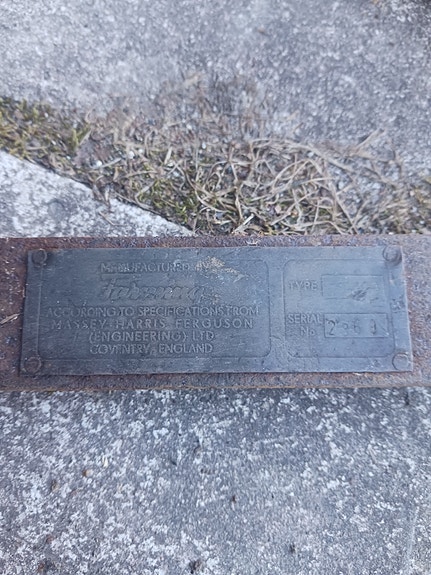 MANUFACTURED BY
ACCORDING TO SPECIFICATIONS FROM
MASSEY-HARRIS-FERGUSON
(ENGINEERING) LTD
COVENTRY, ENGLAND
TYPE
SERIAL
No